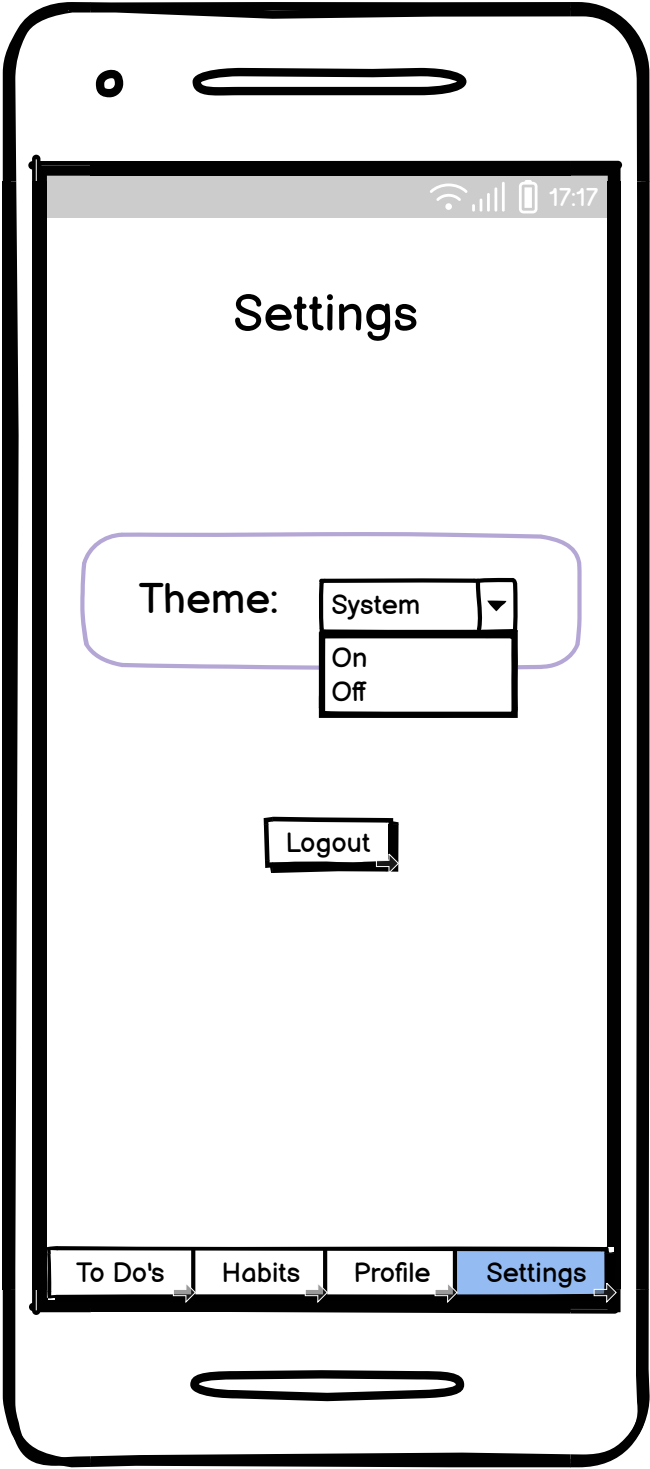 17:17
Settings
Theme: System
On
Off
Logout
To Do's Habits Profile Settings